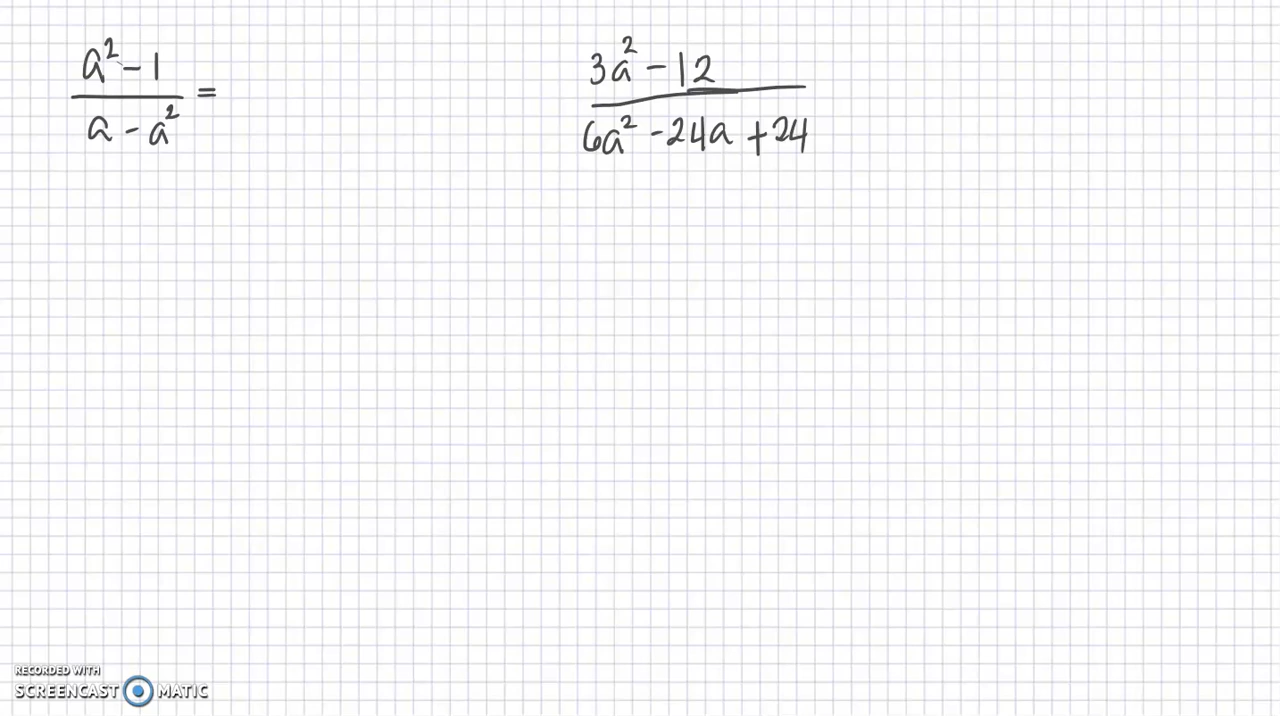 a² - 1
a - a²
=
3a² - 12
6a² - 24a + 24
RECORDED WITH
SCREENCAST MATIC